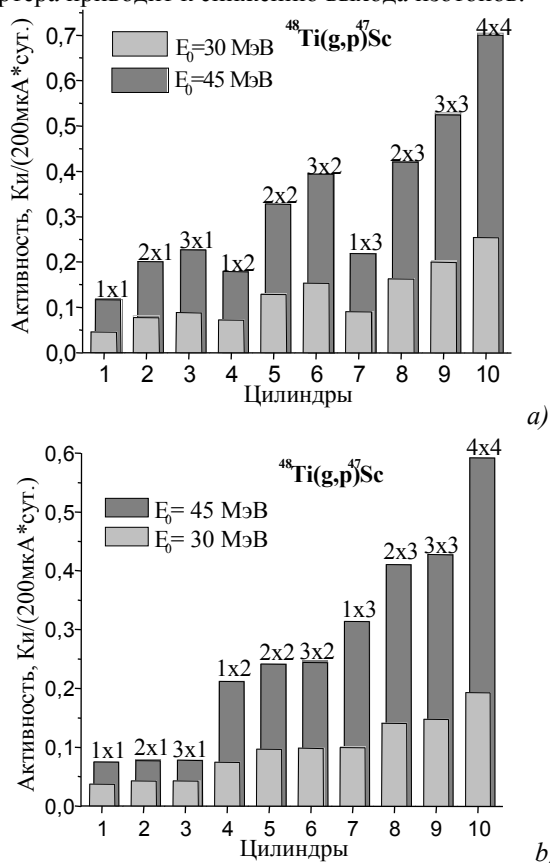 ртера приводит к снижению выхода изотопов.
⁴⁸Ti(g,p)⁴⁷Sc
E₀=30 МэВ
E₀=45 МэВ
Активность, Ки/(200мкА*сут.)
0,7
0,6
0,5
0,4
0,3
0,2
0,1
0,0
1x1 2x1 3x1 1x2 2x2 3x2 1x3 2x3 3x3 4x4
1 2 3 4 5 6 7 8 9 10
Цилиндры
a)
⁴⁸Ti(g,p)⁴⁷Sc
E₀= 45 МэВ
E₀= 30 МэВ
Активность, Ки/(200мкА*сут.)
0,6
0,5
0,4
0,3
0,2
0,1
0,0
1x1 2x1 3x1 1x2 2x2 3x2 1x3 2x3 3x3 4x4
1 2 3 4 5 6 7 8 9 10
Цилиндры
b)